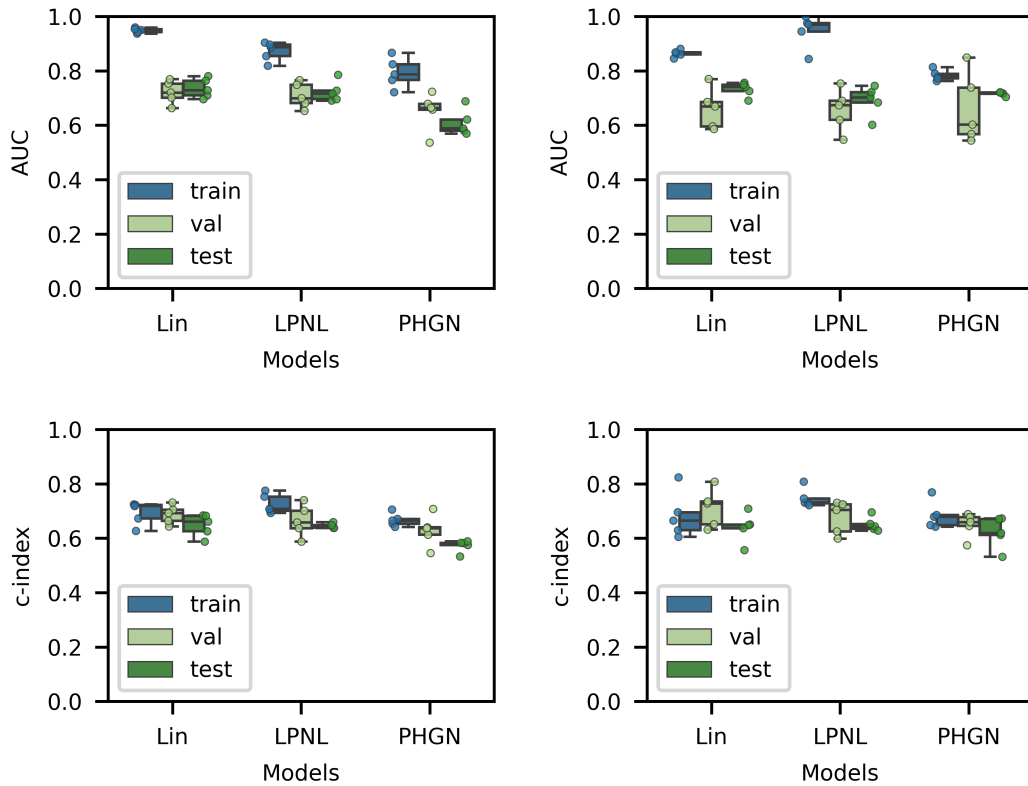 1.0
0.8
0.6
0.4
0.2
0.0
AUC
train
val
test
Lin
LPNL
PHGN
Models
1.0
0.8
0.6
0.4
0.2
0.0
AUC
train
val
test
Lin
LPNL
PHGN
Models
1.0
0.8
0.6
0.4
0.2
0.0
c-index
train
val
test
Lin
LPNL
PHGN
Models
1.0
0.8
0.6
0.4
0.2
0.0
c-index
train
val
test
Lin
LPNL
PHGN
Models